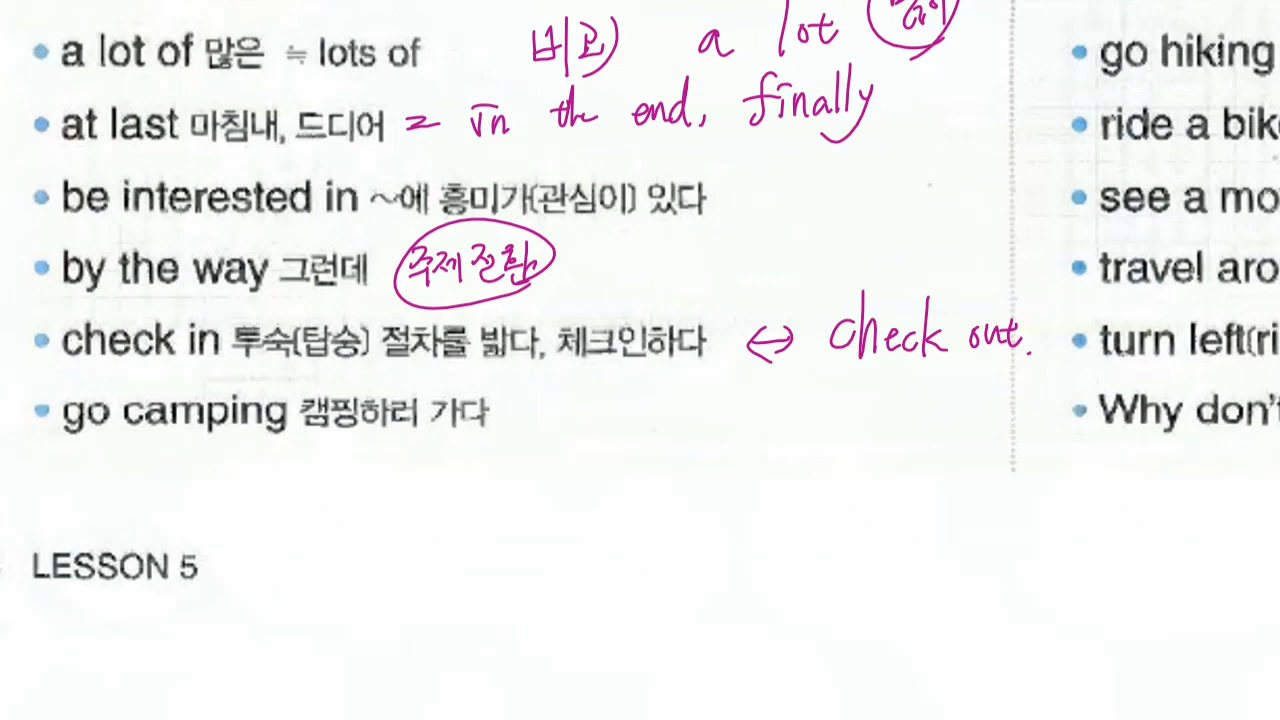 • a lot of 많은 ≒ lots of 비교) a lot 많이
• at last 마침내, 드디어 = in the end, finally
• be interested in ~에 흥미가(관심이) 있다
• by the way 그런데 주제 전환
• check in 투숙(탑승) 절차를 밟다, 체크인하다 ↔ check out.
• go camping 캠핑하러 가다
• go hiking
• ride a bik
• see a mo
• travel aro
• turn left(ri
• Why don't
LESSON 5